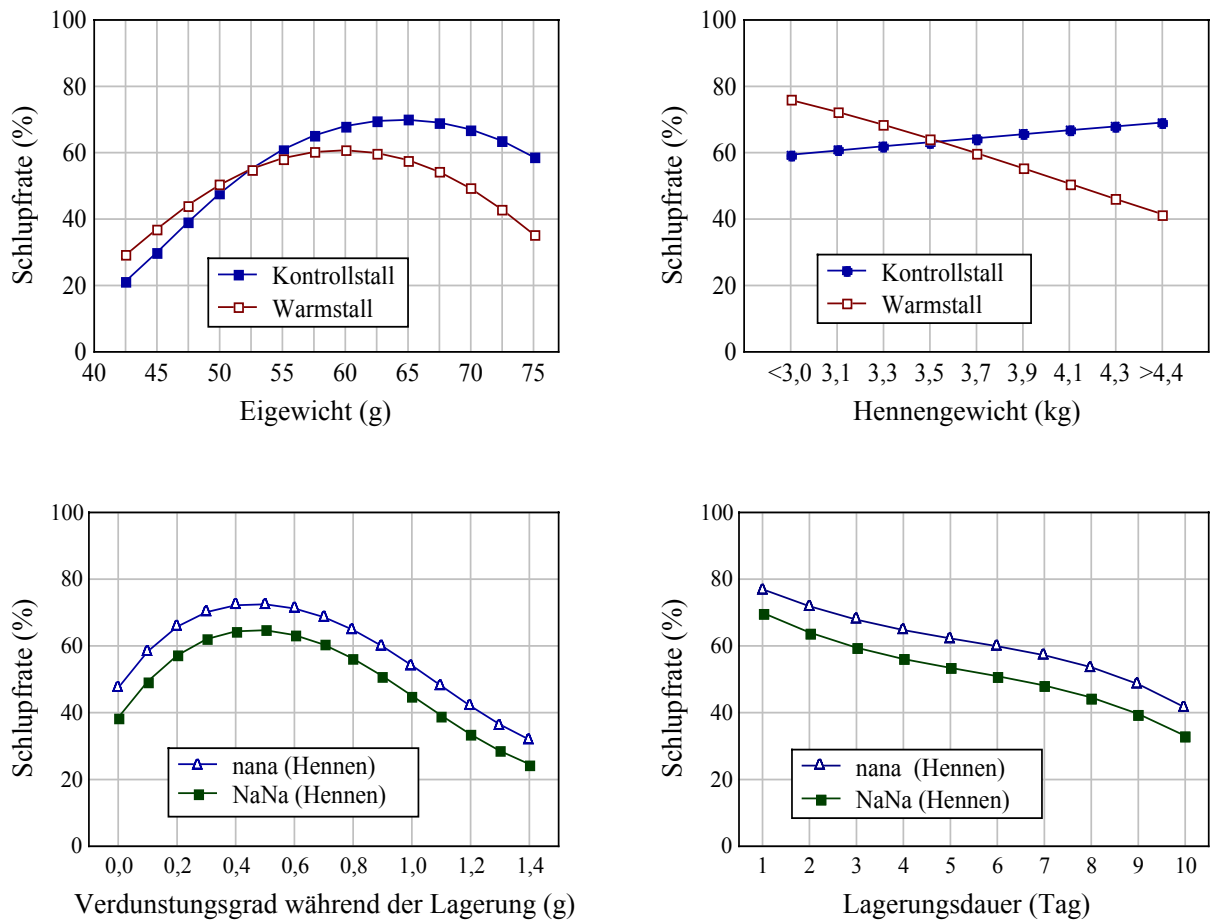 100
80
60
40
20
0
Schlupfrate (%)
Kontrollstall
Warmstall
40 45 50 55 60 65 70 75
Eigewicht (g)
100
80
60
40
20
0
Schlupfrate (%)
Kontrollstall
Warmstall
<3,0 3,1 3,3 3,5 3,7 3,9 4,1 4,3 >4,4
Hennengewicht (kg)
100
80
60
40
20
0
Schlupfrate (%)
nana (Hennen)
NaNa (Hennen)
0,0 0,2 0,4 0,6 0,8 1,0 1,2 1,4
Verdunstungsgrad während der Lagerung (g)
100
80
60
40
20
0
Schlupfrate (%)
nana (Hennen)
NaNa (Hennen)
1 2 3 4 5 6 7 8 9 10
Lagerungsdauer (Tag)